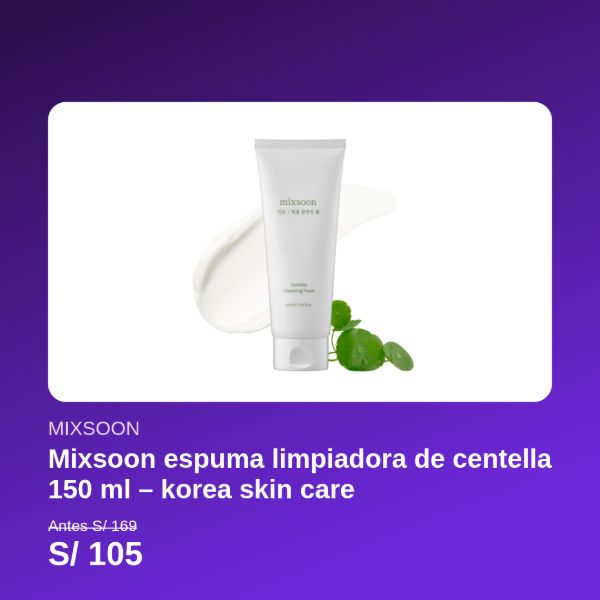 mixsoon
Centella
Cleansing Foam
MIXSOON
Mixsoon espuma limpiadora de centella
150 ml – korea skin care
Antes S/ 169
S/ 105